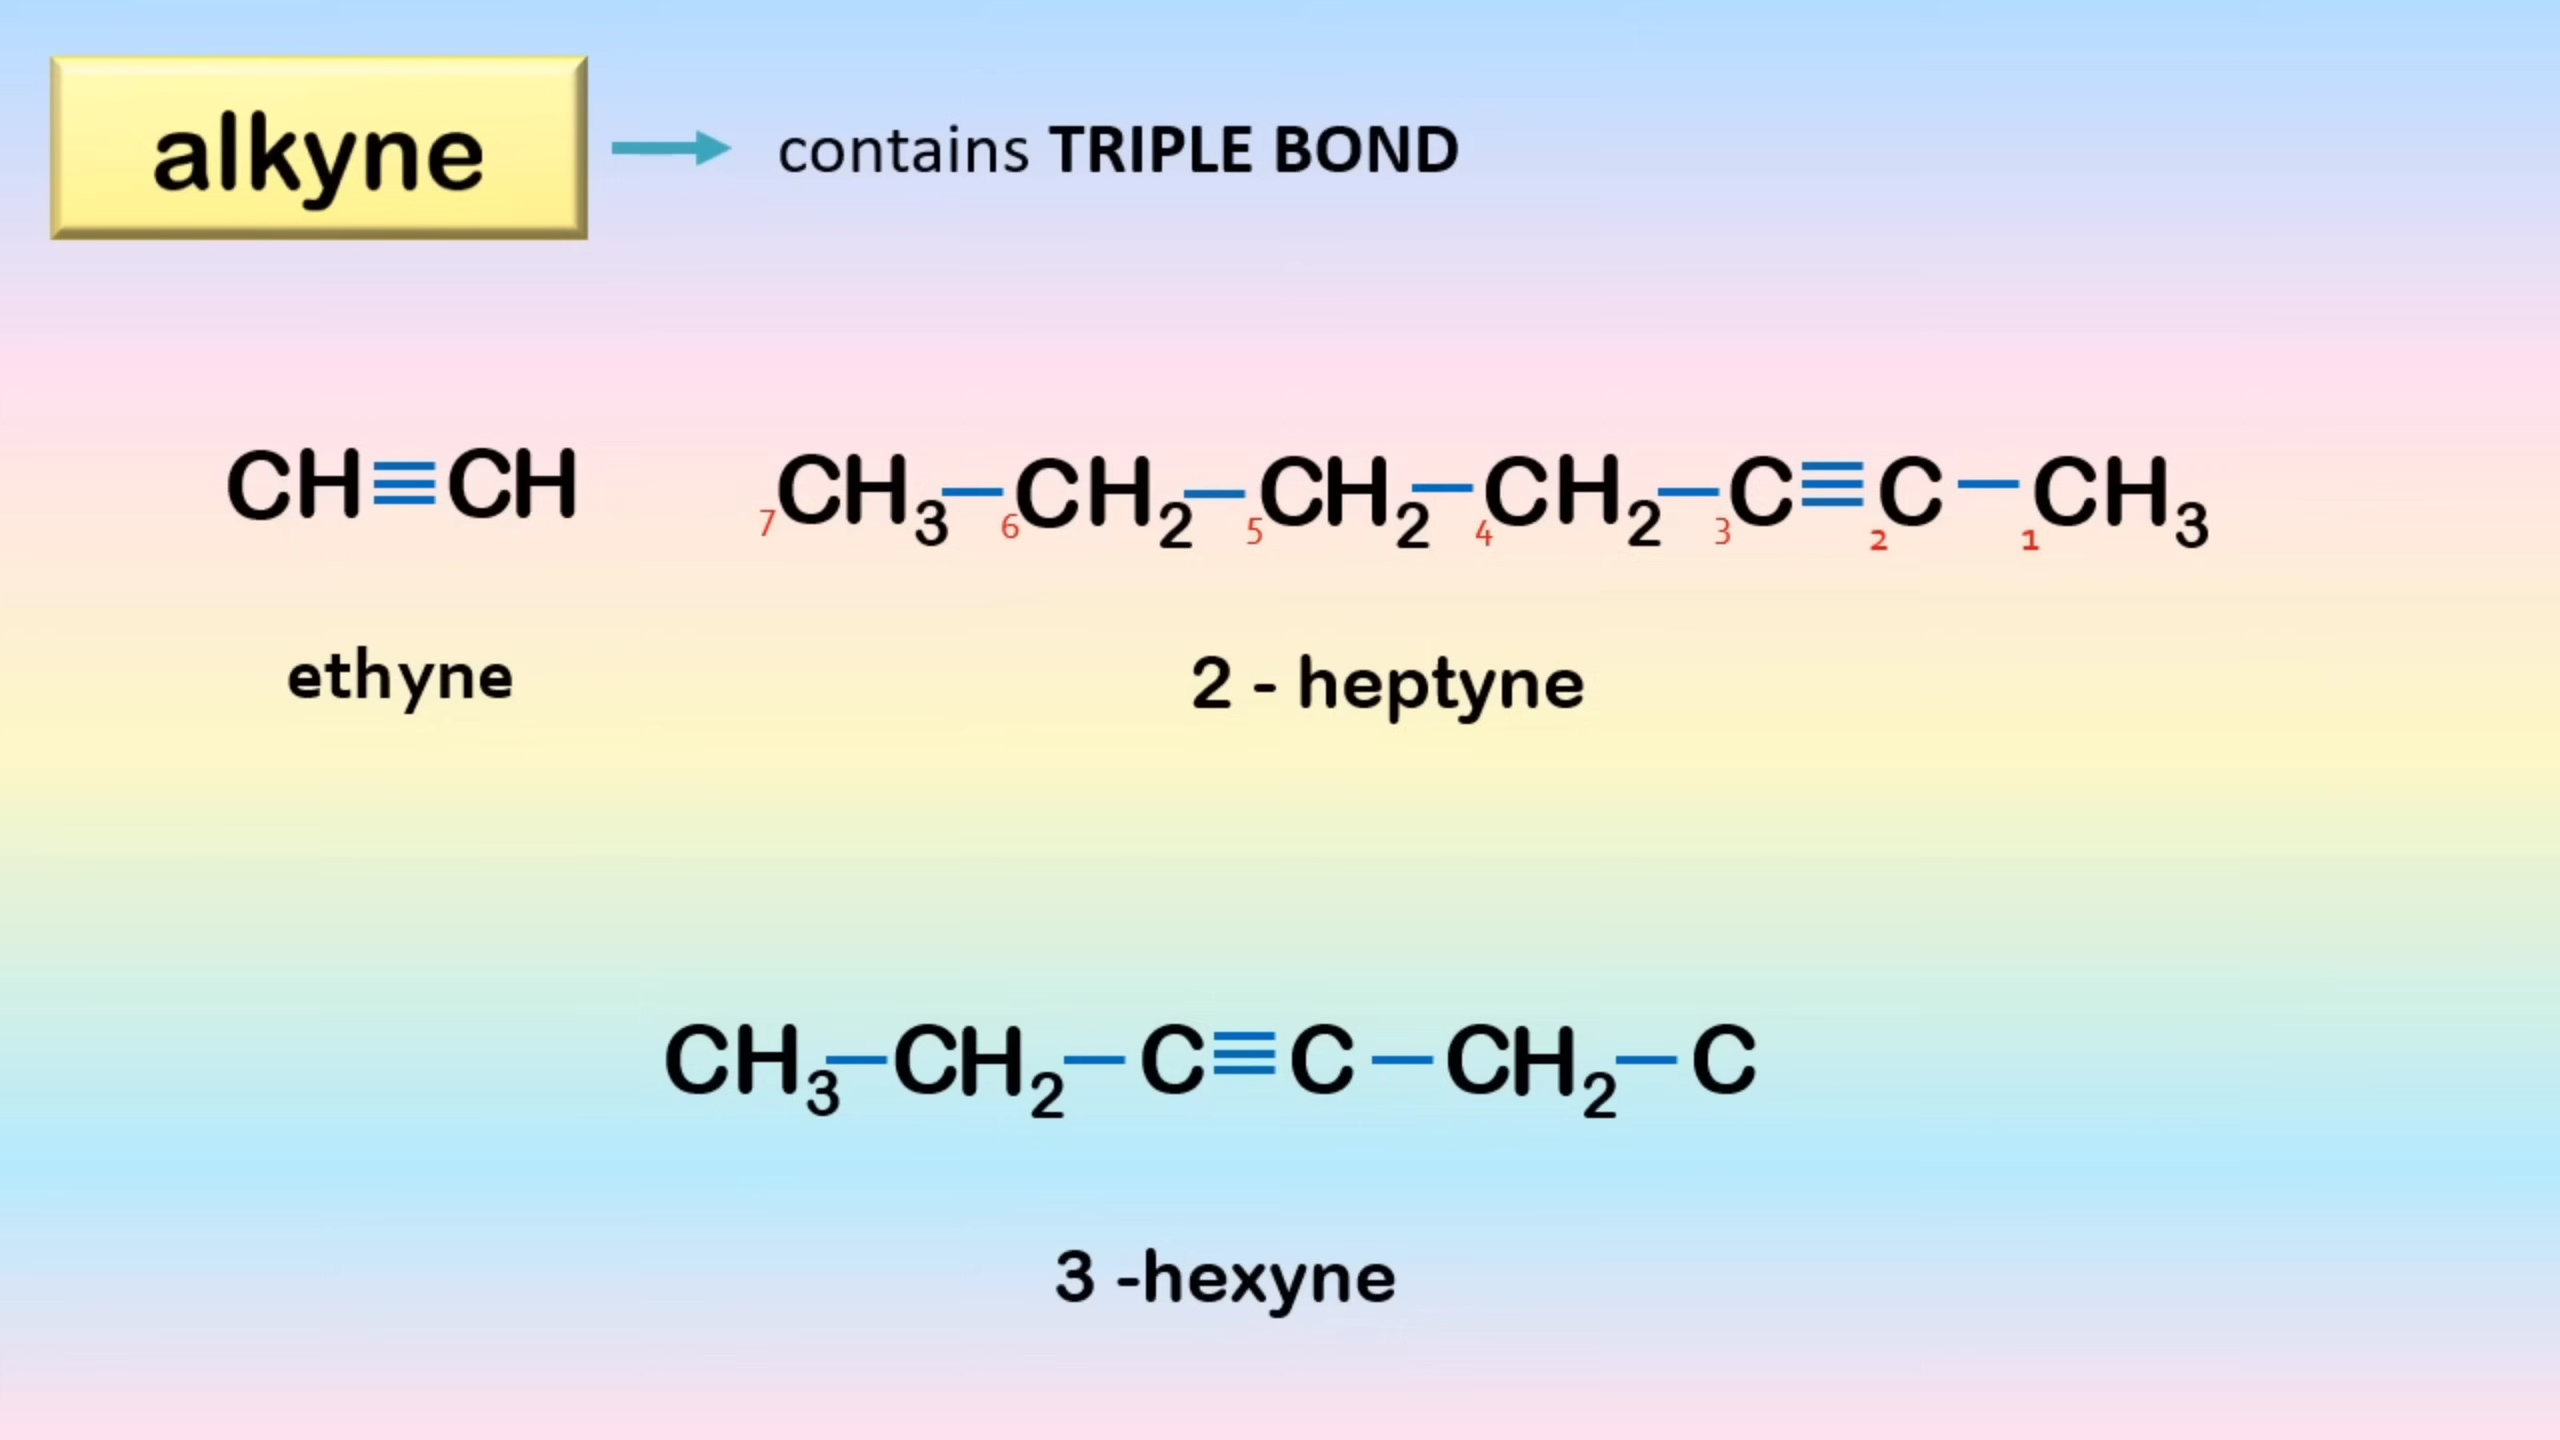 alkyne
contains TRIPLE BOND
CH≡CH
7CH3—6CH2—5CH2—4CH2—3C≡2C—1CH3
ethyne
2 - heptyne
CH3—CH2—C≡C—CH2—C
3 -hexyne